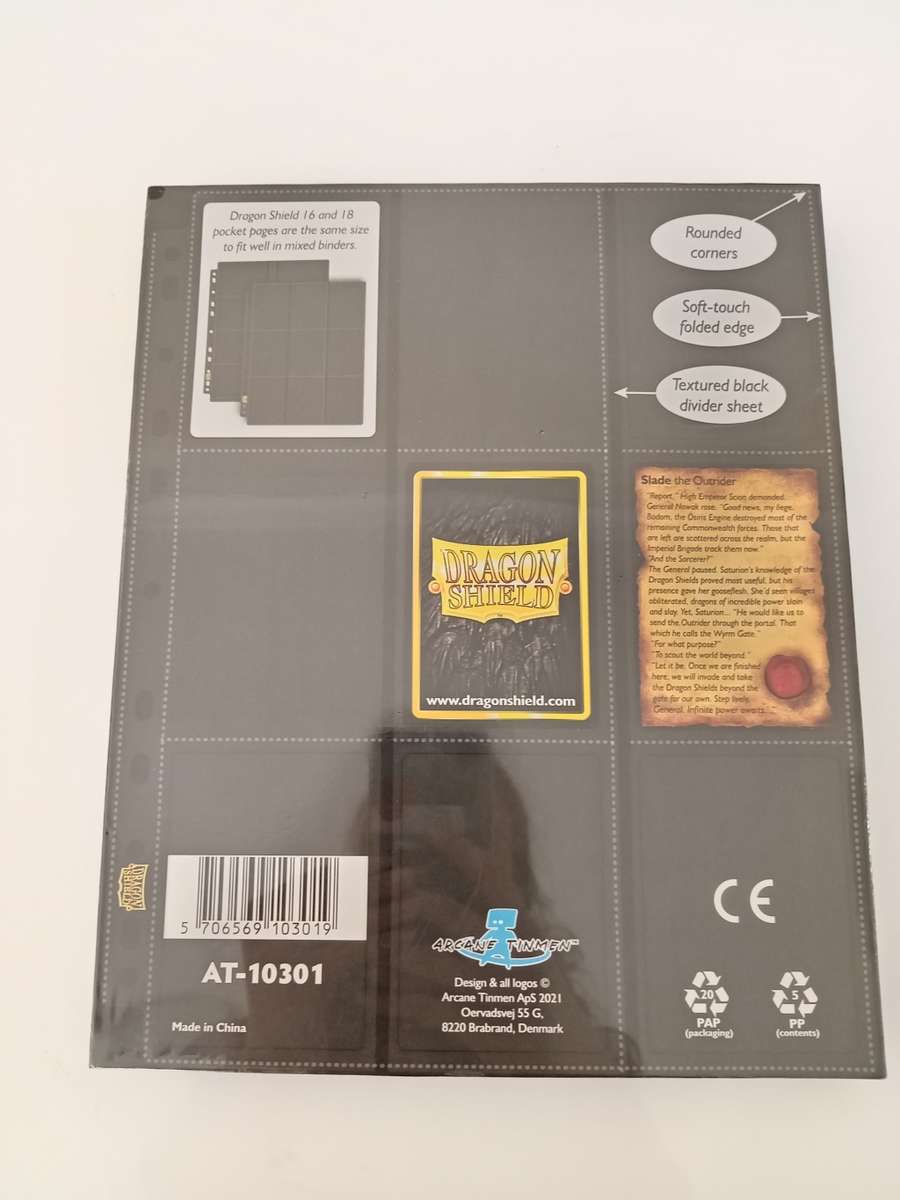 Dragon Shield 16 and 18
pocket pages are the same size
to fit well in mixed binders.
Rounded
corners
Soft-touch
folded edge
Textured black
divider sheet
DRAGON
SHIELD
www.dragonshield.com
Slade the Outrider
"Report," High Emperor Scion demanded.
General Nowak rose. "Good news, my liege.
Bodom, the Osiris Engine destroyed most of the
remaining Commonwealth forces. Those that
are left are scattered across the realm, but the
Imperial Brigade track them now."
"And the Sorcerer?"
The General paused. Saturion's knowledge of the
Dragon Shields proved most useful, but his
presence gave her gooseflesh. She'd seen villages
obliterated, dragons of incredible power slain
and slay. Yet, Saturion... "He would like us to
send the Outrider through the portal. That
which he calls the Wyrm Gate."
"For what purpose?"
"To scout the world beyond."
"Let it be. Once we are finished
here, we will invade and take
the Dragon Shields beyond the
gate for our own. Step lively,
General. Infinite power awaits..."
DRAGON
SHIELD
5 706569 103019
AT-10301
Made in China
ARCANE TINMEN™
Design & all logos ©
Arcane Tinmen ApS 2021
Oervadsvej 55 G,
8220 Brabrand, Denmark
CE
20
PAP
(packaging)
5
PP
(contents)